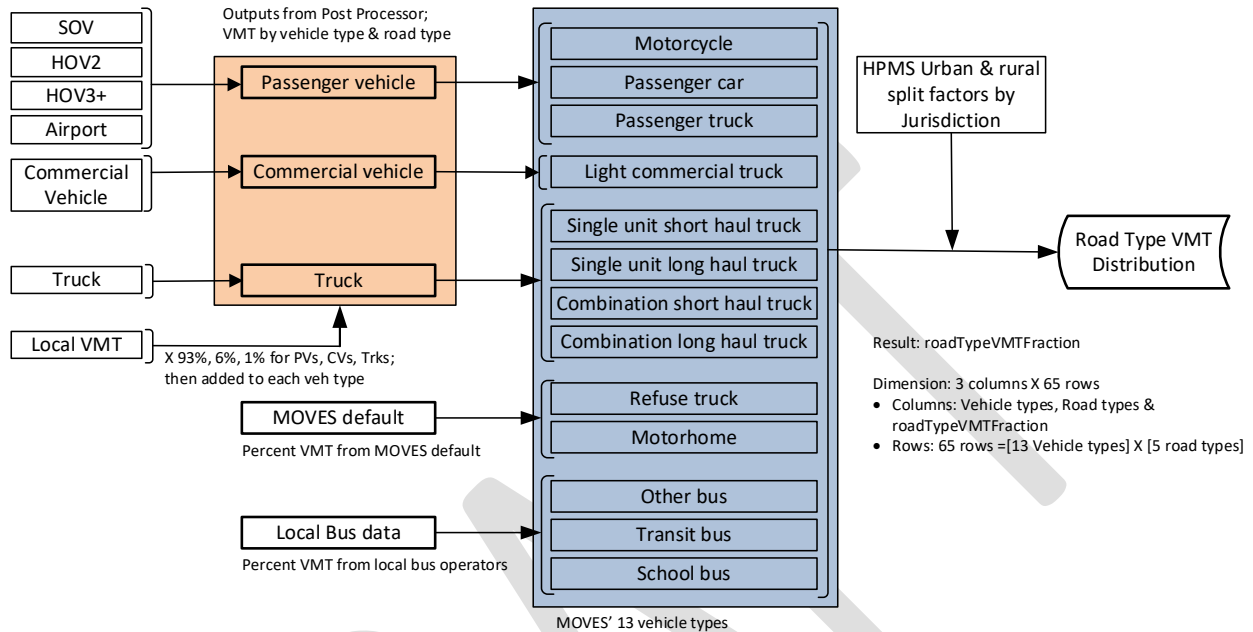 SOV
HOV2
HOV3+
Airport
Commercial
Vehicle
Truck
Local VMT
Outputs from Post Processor;
VMT by vehicle type & road type
Passenger vehicle
Commercial vehicle
Truck
X 93%, 6%, 1% for PVs, CVs, Trks;
then added to each veh type
MOVES default
Percent VMT from MOVES default
Local Bus data
Percent VMT from local bus operators
Motorcycle
Passenger car
Passenger truck
Light commercial truck
Single unit short haul truck
Single unit long haul truck
Combination short haul truck
Combination long haul truck
Refuse truck
Motorhome
Other bus
Transit bus
School bus
MOVES' 13 vehicle types
HPMS Urban & rural
split factors by
Jurisdiction
Road Type VMT
Distribution
Result: roadTypeVMTFraction
Dimension: 3 columns X 65 rows
• Columns: Vehicle types, Road types &
roadTypeVMTFraction
• Rows: 65 rows =[13 Vehicle types] X [5 road types]